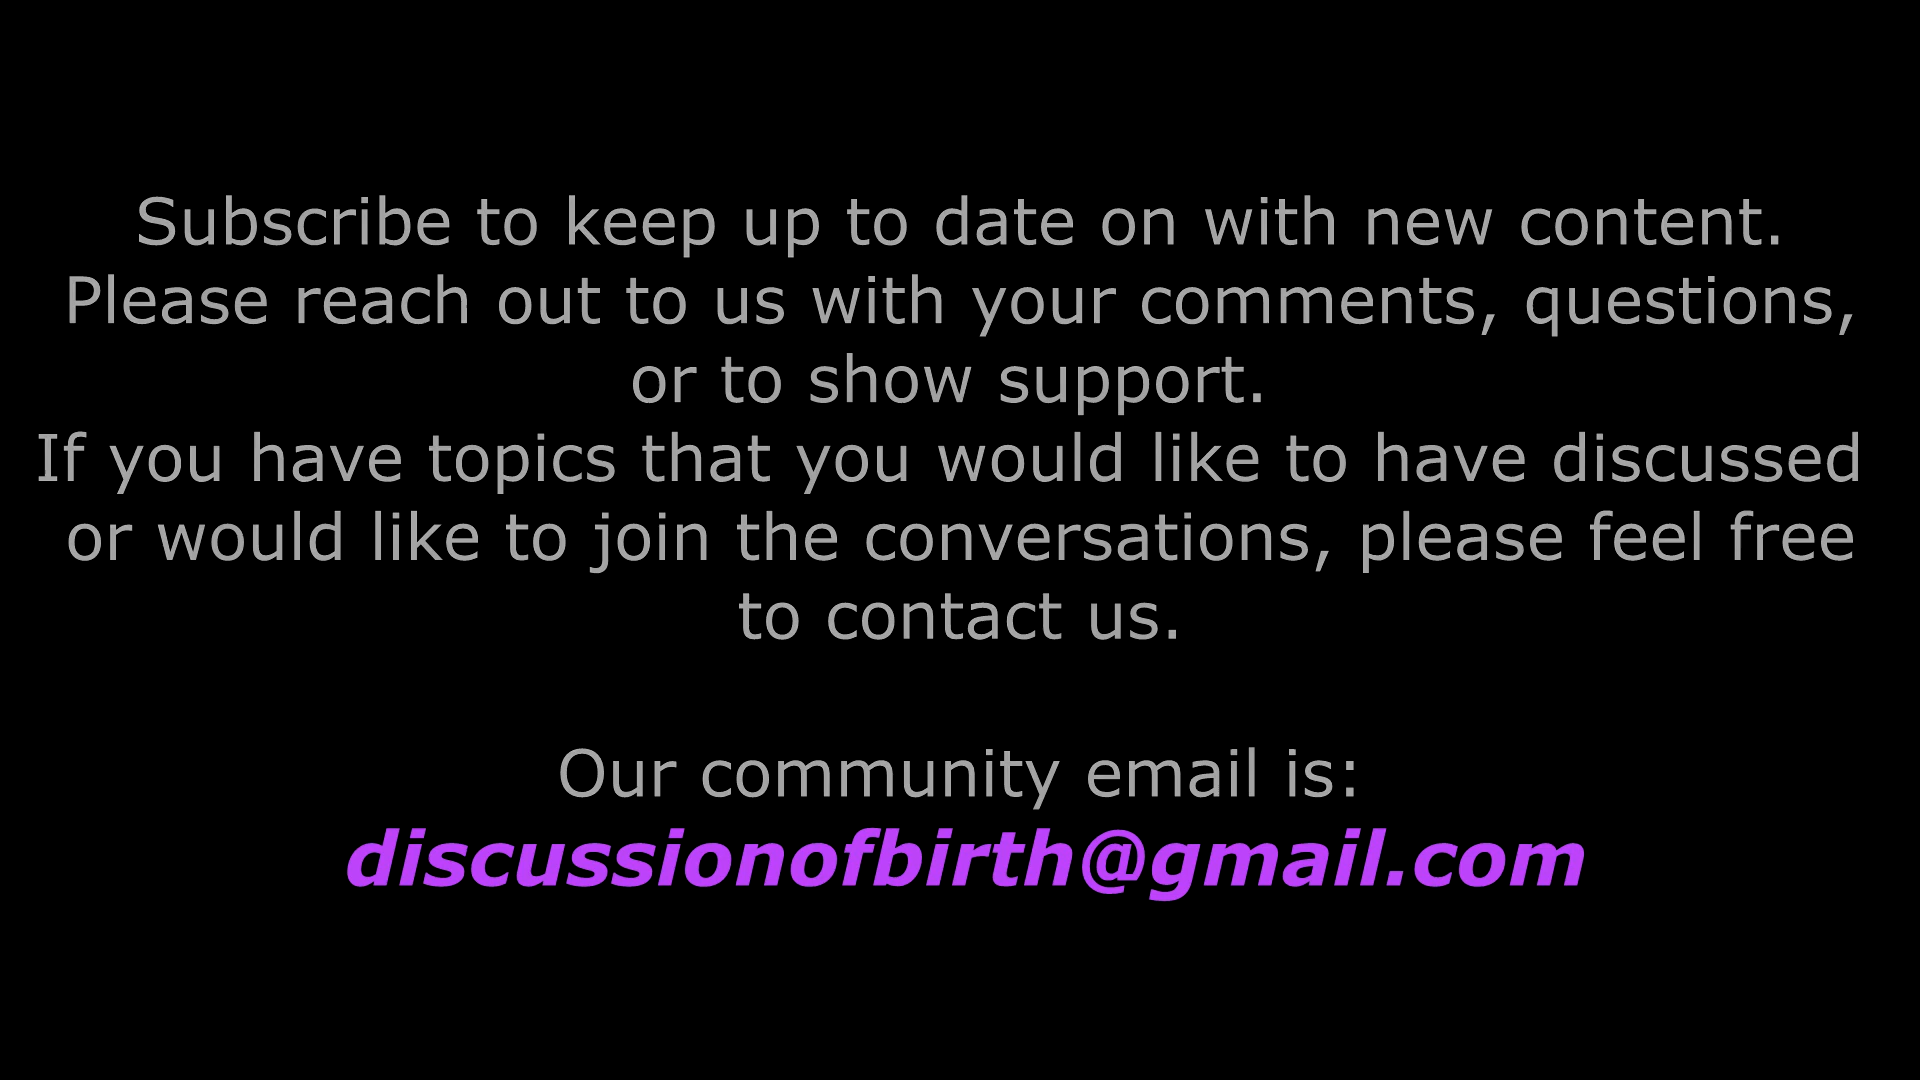 Subscribe to keep up to date on with new content.
Please reach out to us with your comments, questions,
or to show support.
If you have topics that you would like to have discussed
or would like to join the conversations, please feel free
to contact us.
Our community email is:
discussionofbirth@gmail.com